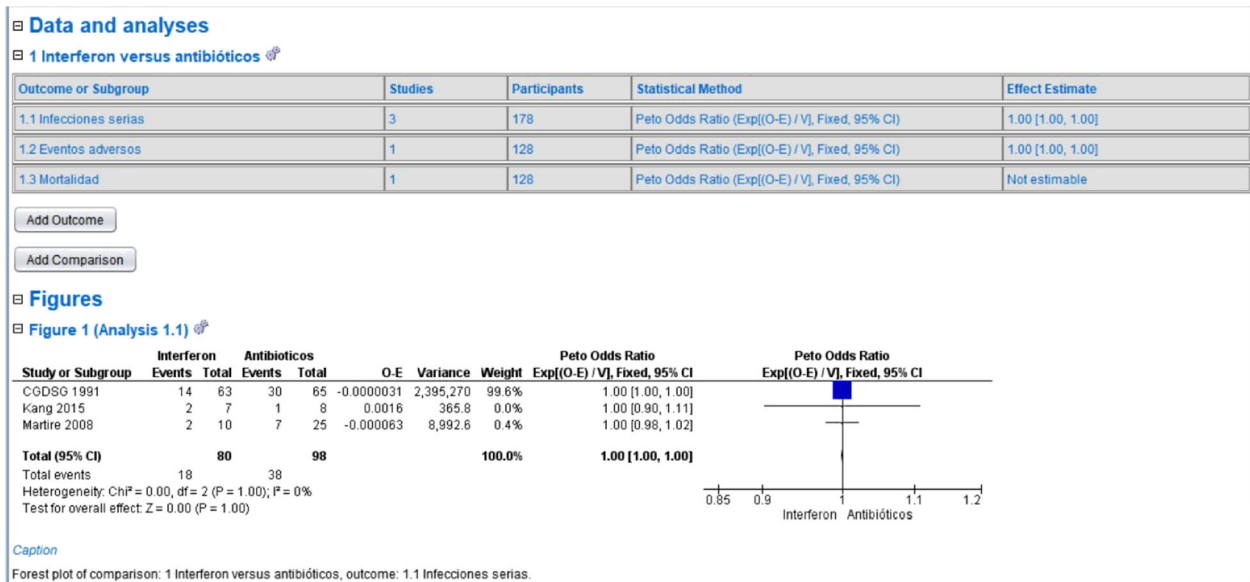 Data and analyses
1 Interferon versus antibióticos
Outcome or Subgroup Studies Participants Statistical Method Effect Estimate
1.1 Infecciones serias 3 178 Peto Odds Ratio (Exp[(O-E) / V], Fixed, 95% CI) 1.00 [1.00, 1.00]
1.2 Eventos adversos 1 128 Peto Odds Ratio (Exp[(O-E) / V], Fixed, 95% CI) 1.00 [1.00, 1.00]
1.3 Mortalidad 1 128 Peto Odds Ratio (Exp[(O-E) / V], Fixed, 95% CI) Not estimable
Add Outcome
Add Comparison
Figures
Figure 1 (Analysis 1.1)
Interferon Antibioticos Peto Odds Ratio Peto Odds Ratio
Study or Subgroup Events Total Events Total O-E Variance Weight Exp[(O-E) / V], Fixed, 95% CI Exp[(O-E) / V], Fixed, 95% CI
CGDSG 1991 14 63 30 65 -0.0000031 2,395,270 99.6% 1.00 [1.00, 1.00]
Kang 2015 2 7 1 8 0.0016 365.8 0.0% 1.00 [0.90, 1.11]
Martire 2008 2 10 7 25 -0.000063 8,992.6 0.4% 1.00 [0.98, 1.02]
Total (95% CI) 80 98 100.0% 1.00 [1.00, 1.00]
Total events 18 38
Heterogeneity: Chi² = 0.00, df = 2 (P = 1.00); I² = 0%
Test for overall effect: Z = 0.00 (P = 1.00)
0.85 0.9 1 1.1 1.2
Interferon Antibióticos
Caption
Forest plot of comparison: 1 Interferon versus antibióticos, outcome: 1.1 Infecciones serias.